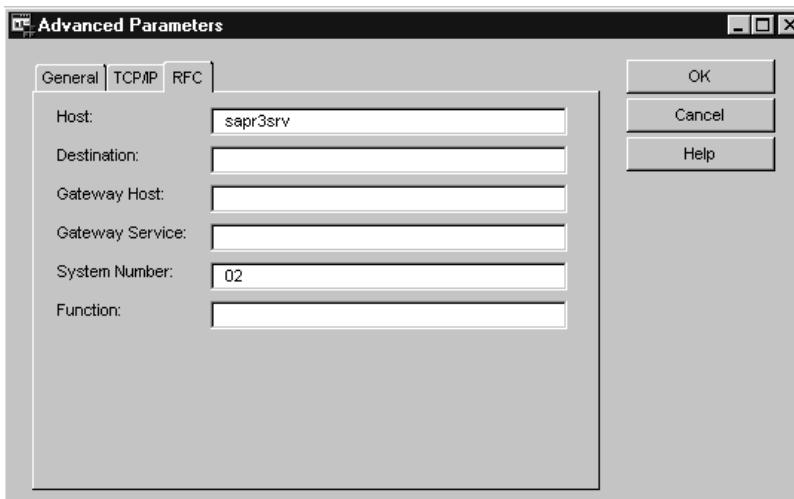 Advanced Parameters
General TCP/IP RFC
OK
Host: sapr3srv
Cancel
Destination:
Help
Gateway Host:
Gateway Service:
System Number: 02
Function: